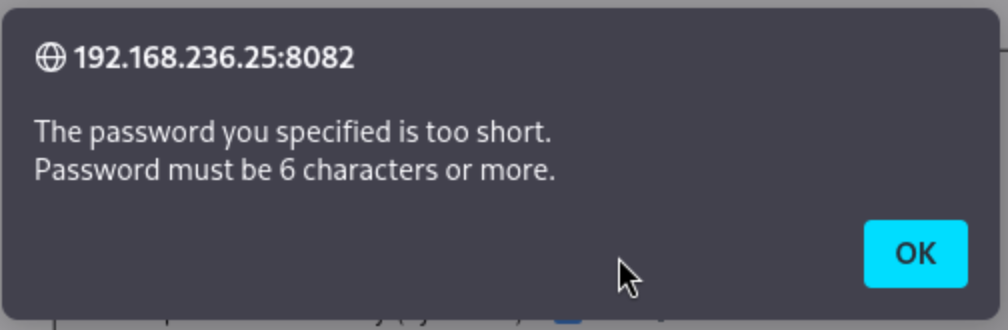 192.168.236.25:8082
The password you specified is too short.
Password must be 6 characters or more.
OK